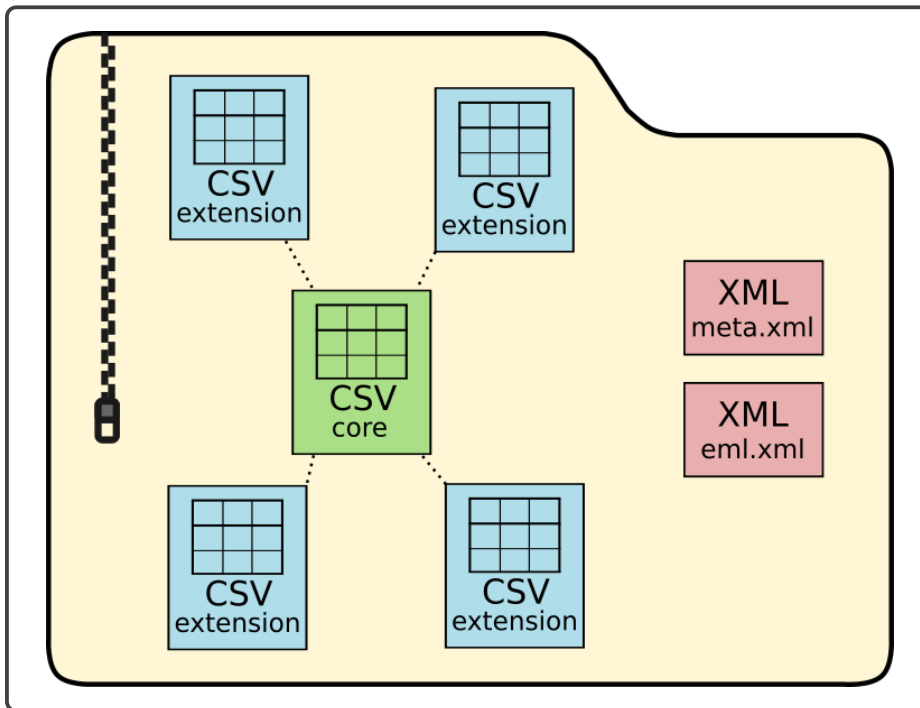 CSV
extension
CSV
extension
CSV
core
XML
meta.xml
XML
eml.xml
CSV
extension
CSV
extension